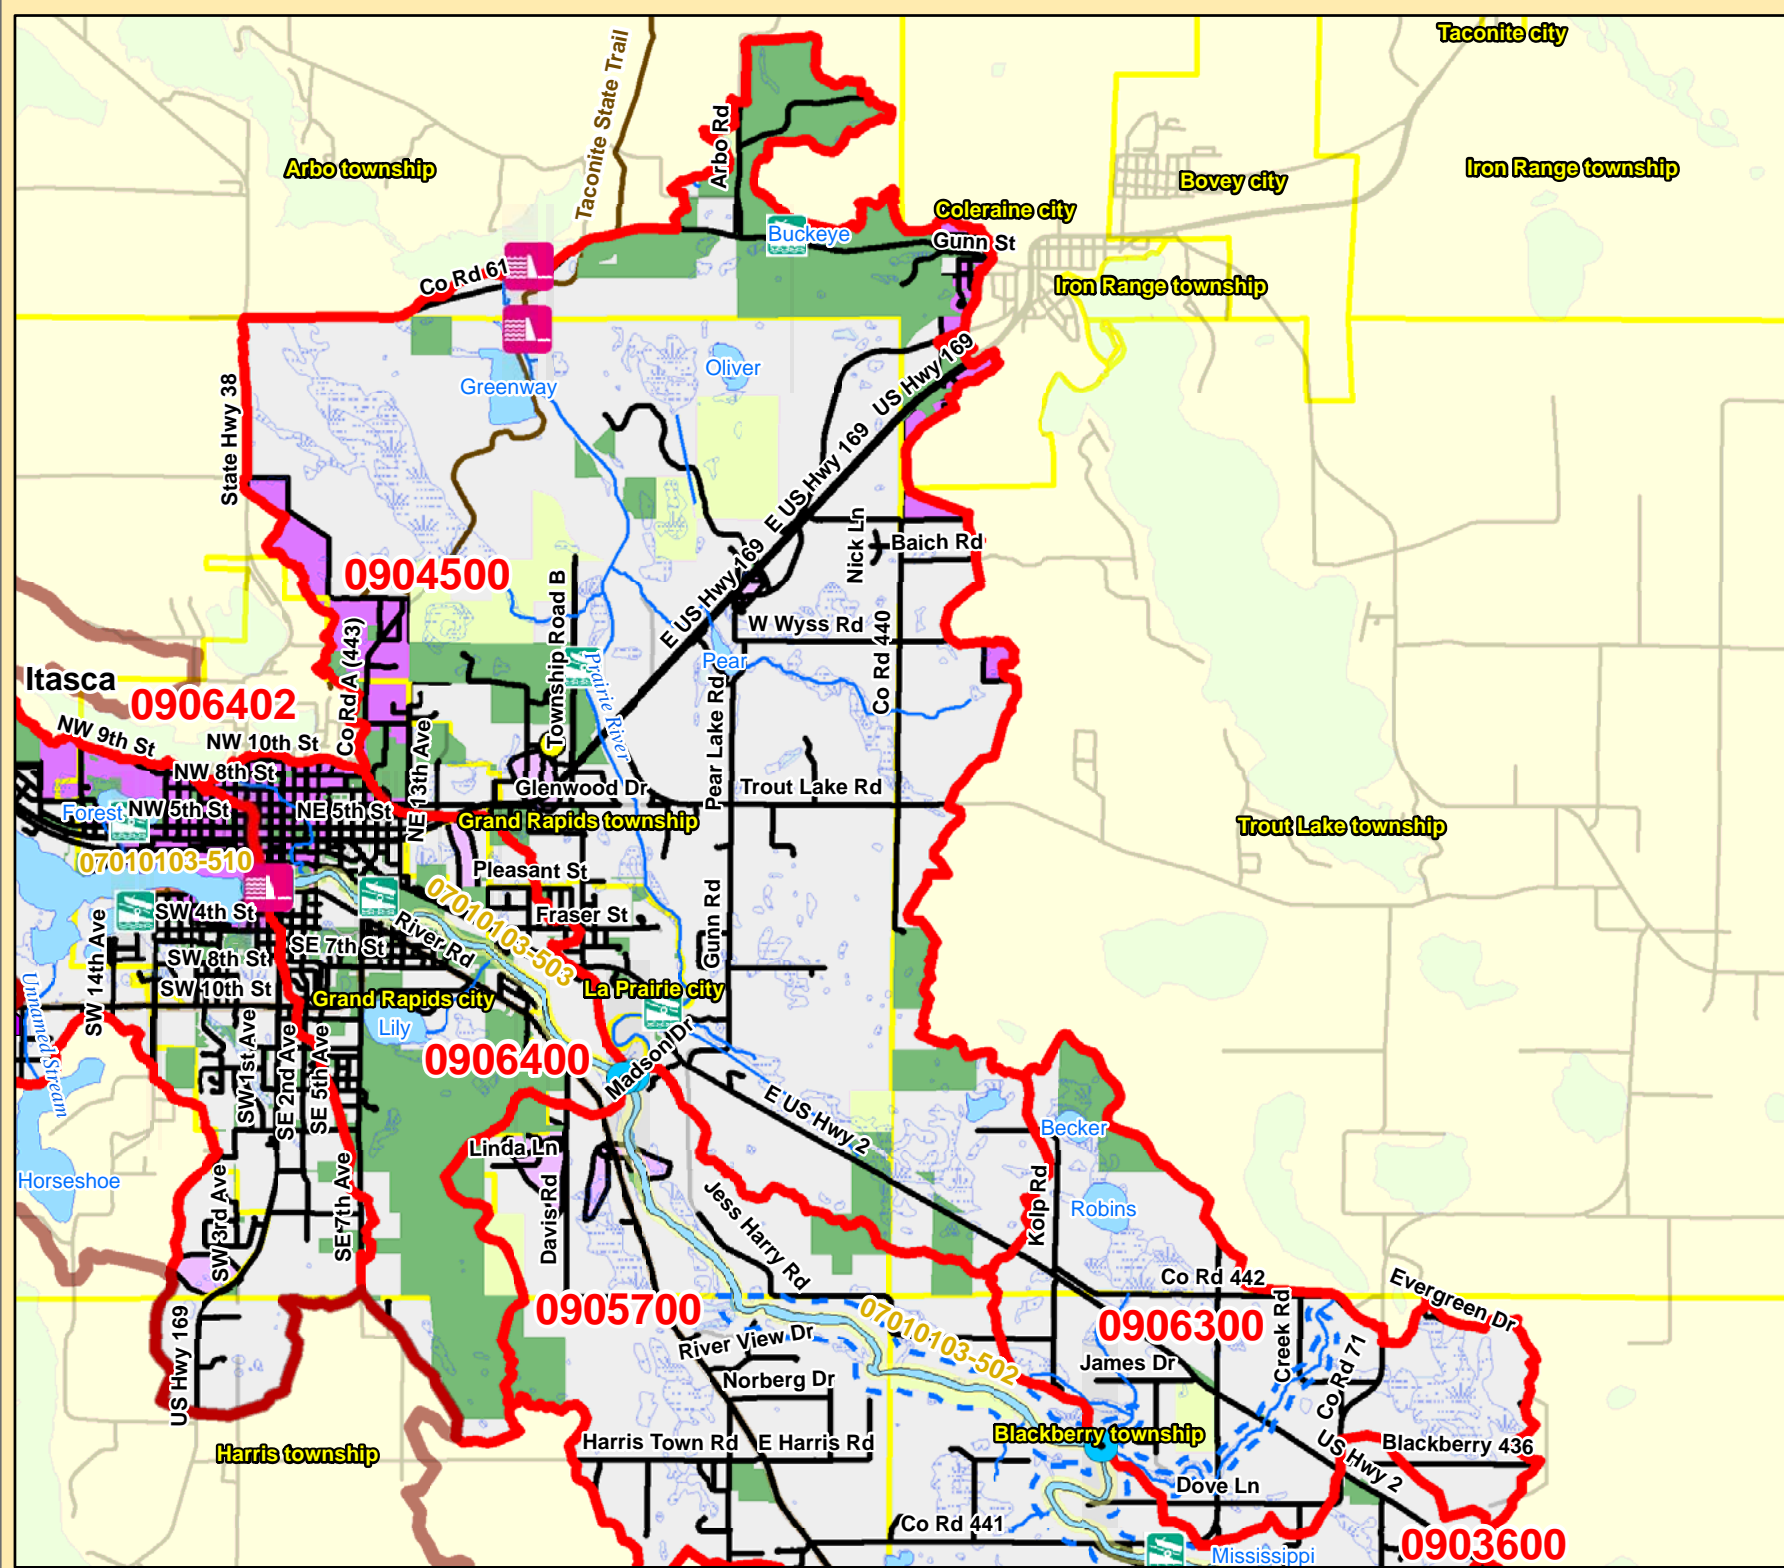 Taconite city
Taconite State Trail
Arbo Rd
Arbo township
Iron Range township
Bovey city
Coleraine city
Buckeye
Gunn St
Co Rd 61
Iron Range township
US Hwy 169
Oliver
Greenway
State Hwy 38
E US Hwy 169
Nick Ln
Baich Rd
0904500
E US Hwy 169
Township Road B
W Wyss Rd
Co Rd 440
Co Rd A (443)
Prairie River
Pear
Itasca
0906402
NW 9th St
NW 10th St
NE 13th Ave
Pear Lake Rd
NW 8th St
Glenwood Dr
Trout Lake Rd
Forest
NW 5th St
NE 5th St
Grand Rapids township
Trout Lake township
07010103-510
Pleasant St
07010103-503
SW 4th St
Fraser St
River Rd
SW 14th Ave
SE 7th St
Gunn Rd
SW 8th St
SW 10th St
La Prairie city
Grand Rapids city
Unnamed Stream
Lily
SW 1st Ave
SE 2nd Ave
SE 5th Ave
0906400
Madson Dr
E US Hwy 2
Becker
Linda Ln
Horseshoe
SW 3rd Ave
SE 7th Ave
Davis Rd
Jess Harry Rd
Kolp Rd
Robins
Co Rd 442
Evergreen Dr
0905700
07010103-502
0906300
Creek Rd
River View Dr
US Hwy 169
James Dr
Co Rd 71
Norberg Dr
Blackberry township
Harris township
Harris Town Rd
E Harris Rd
Blackberry 436
US Hwy 2
Dove Ln
Co Rd 441
0903600
Mississippi